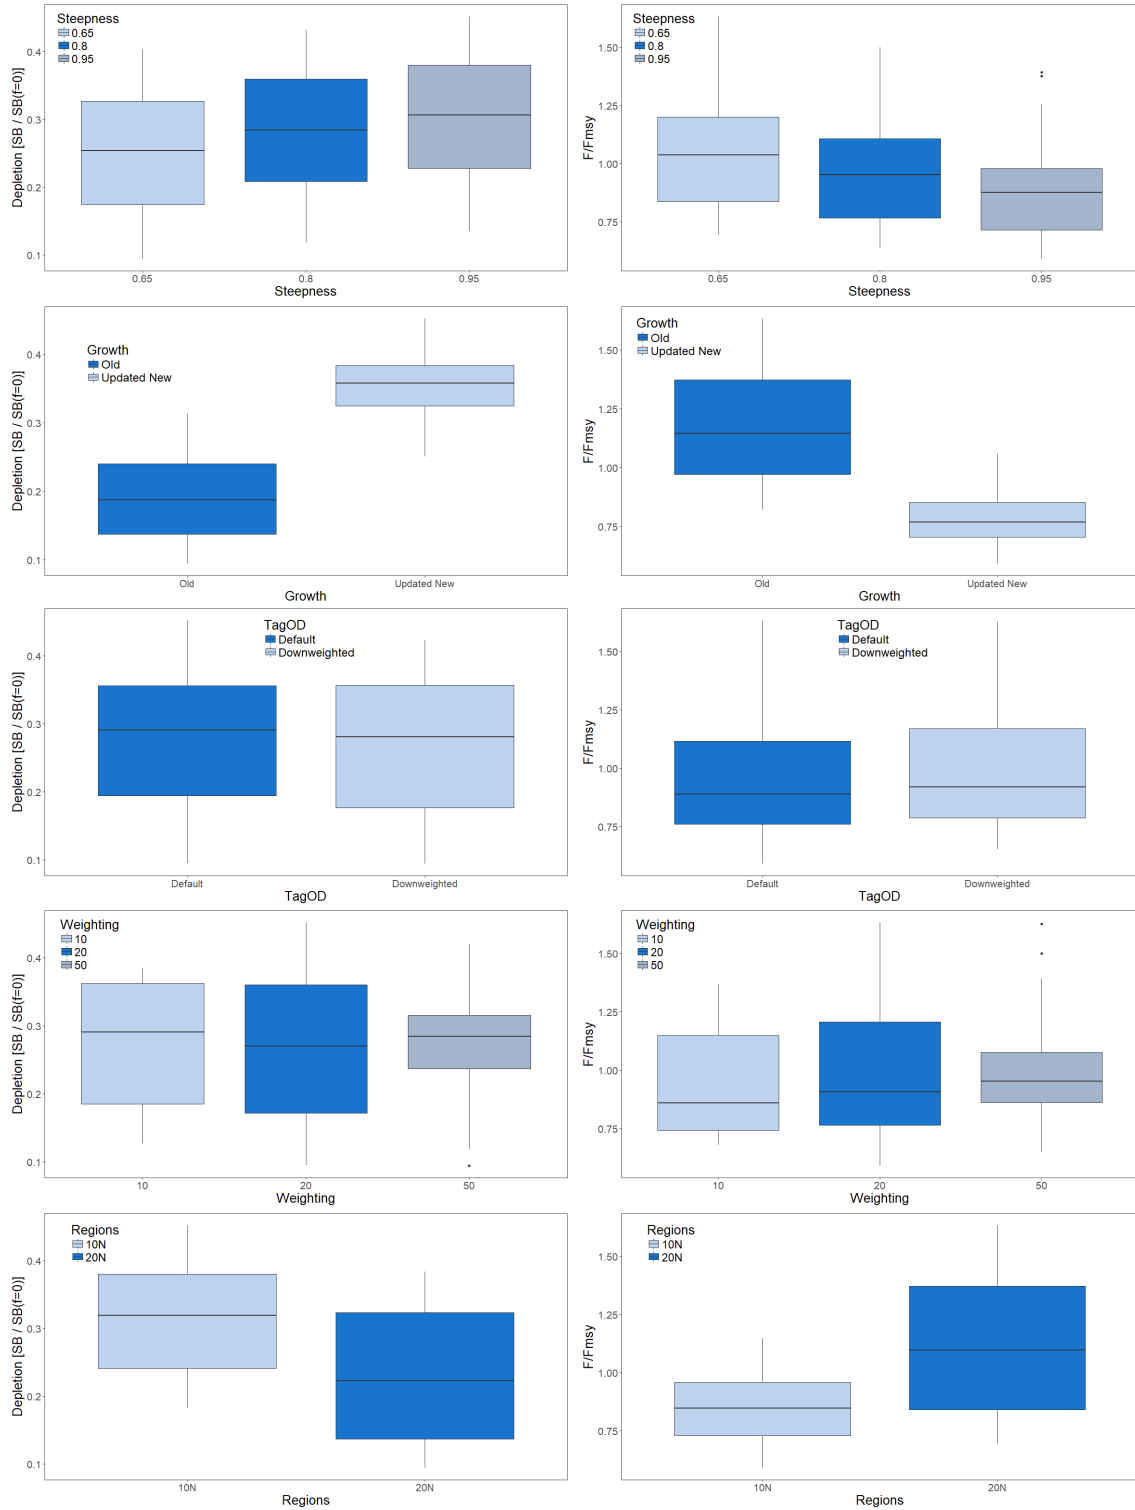 Depletion [SB / SB(f=0)]
Steepness
0.65
0.8
0.95
0.4
0.3
0.2
0.1
0.65 0.8 0.95
Steepness
F/Fmsy
Steepness
0.65
0.8
0.95
1.50
1.25
1.00
0.75
0.65 0.8 0.95
Steepness
Depletion [SB / SB(f=0)]
Growth
Old
Updated New
0.4
0.3
0.2
0.1
Old Updated New
Growth
F/Fmsy
Growth
Old
Updated New
1.50
1.25
1.00
0.75
Old Updated New
Growth
Depletion [SB / SB(f=0)]
TagOD
Default
Downweighted
0.4
0.3
0.2
0.1
Default Downweighted
TagOD
F/Fmsy
TagOD
Default
Downweighted
1.50
1.25
1.00
0.75
Default Downweighted
TagOD
Depletion [SB / SB(f=0)]
Weighting
10
20
50
0.4
0.3
0.2
0.1
10 20 50
Weighting
F/Fmsy
Weighting
10
20
50
1.50
1.25
1.00
0.75
10 20 50
Weighting
Depletion [SB / SB(f=0)]
Regions
10N
20N
0.4
0.3
0.2
0.1
10N 20N
Regions
F/Fmsy
Regions
10N
20N
1.50
1.25
1.00
0.75
10N 20N
Regions